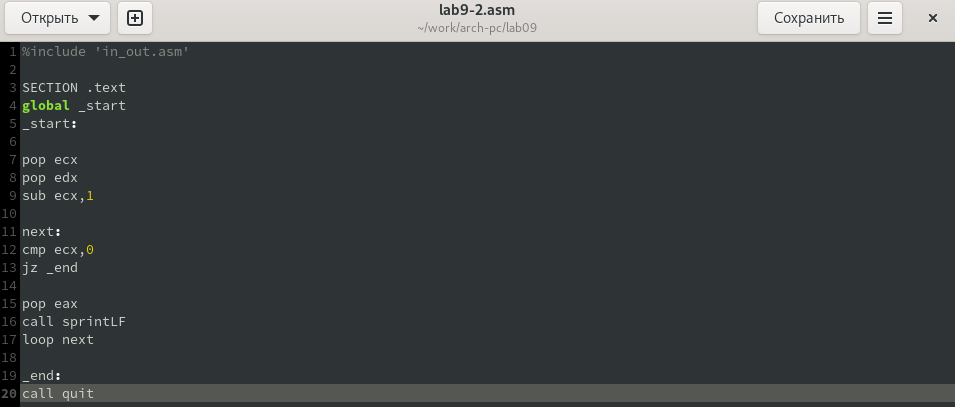 Открыть
lab9-2.asm
~/work/arch-pc/lab09
Сохранить
1 %include 'in_out.asm'
2
3 SECTION .text
4 global _start
5 _start:
6
7 pop ecx
8 pop edx
9 sub ecx,1
10
11 next:
12 cmp ecx,0
13 jz _end
14
15 pop eax
16 call sprintLF
17 loop next
18
19 _end:
20 call quit